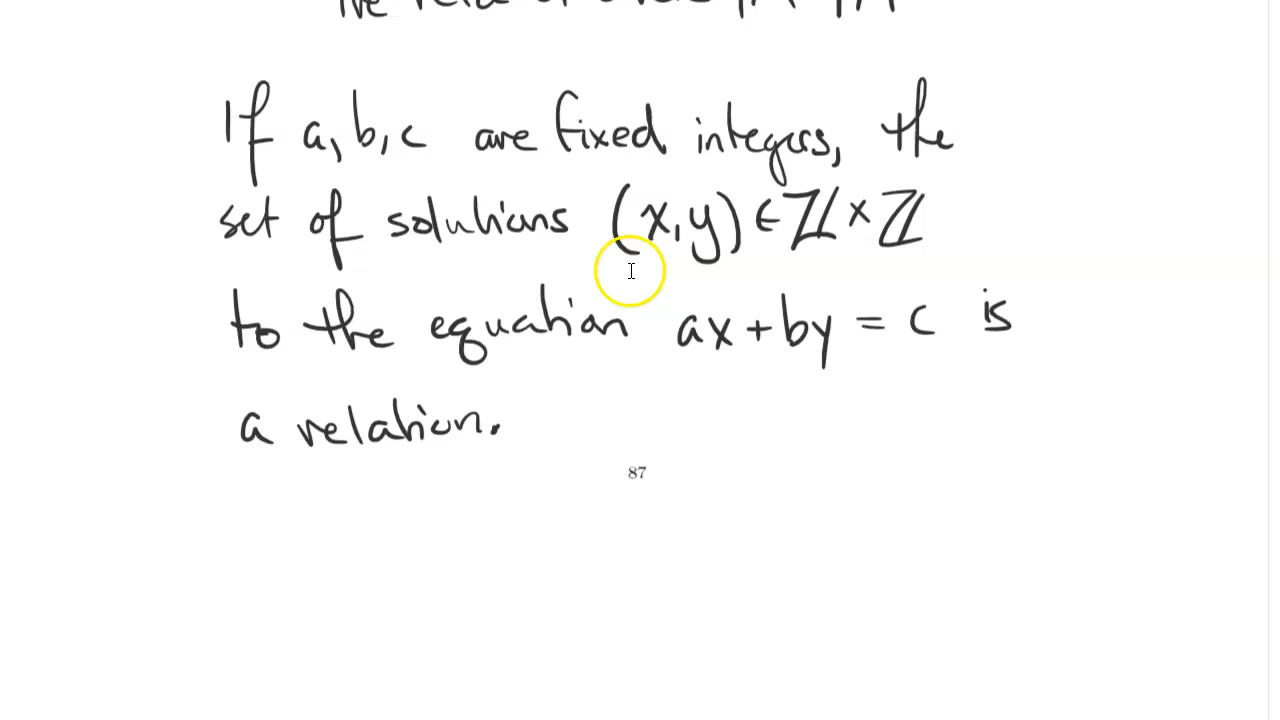 If a, b, c are fixed integers, the
set of solutions (x,y) ∈ ℤ × ℤ
to the equation ax + by = c is
a relation.
87